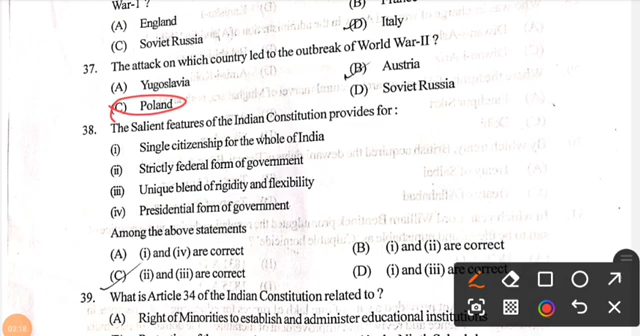 War-I ?
(A) England
(B)
(C) Soviet Russia
(D) Italy
37. The attack on which country led to the outbreak of World War-II ?
(A) Yugoslavia
(B) Austria
(C) Poland
(D) Soviet Russia
38. The Salient features of the Indian Constitution provides for :
(i) Single citizenship for the whole of India
(ii) Strictly federal form of government
(iii) Unique blend of rigidity and flexibility
(iv) Presidential form of government
Among the above statements
(A) (i) and (iv) are correct
(B) (i) and (ii) are correct
(C) (ii) and (iii) are correct
(D) (i) and (iii) are correct
39. What is Article 34 of the Indian Constitution related to ?
(A) Right of Minorities to establish and administer educational
03:18